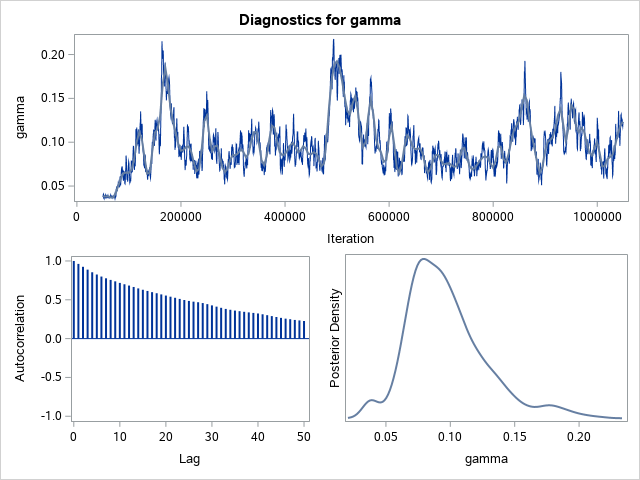 Diagnostics for gamma
gamma
0.20
0.15
0.10
0.05
0 200000 400000 600000 800000 1000000
Iteration
Autocorrelation
1.0
0.5
0.0
-0.5
-1.0
0 10 20 30 40 50
Lag
Posterior Density
0.05 0.10 0.15 0.20
gamma